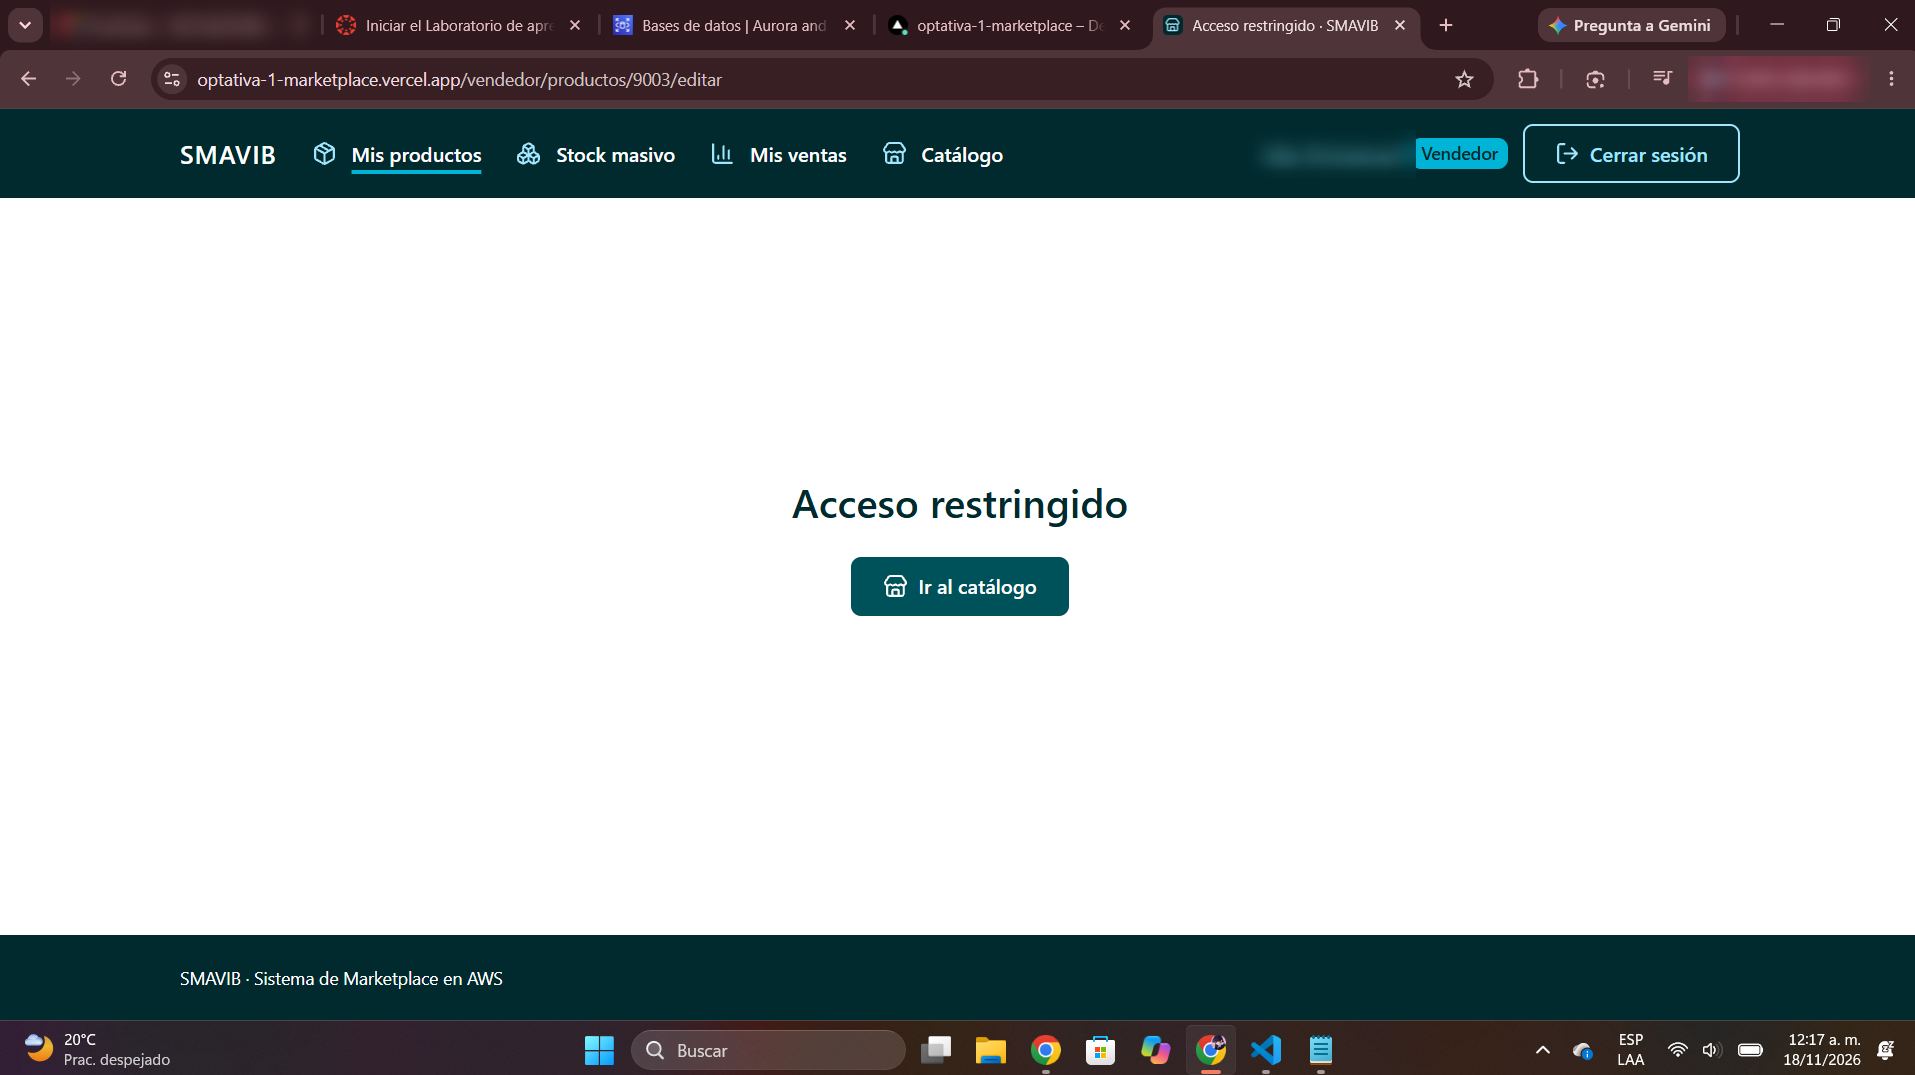 Iniciar el Laboratorio de apre
Bases de datos | Aurora and
optativa-1-marketplace – De
Acceso restringido · SMAVIB
Pregunta a Gemini
optativa-1-marketplace.vercel.app/vendedor/productos/9003/editar
SMAVIB
Mis productos
Stock masivo
Mis ventas
Catálogo
Vendedor
Cerrar sesión
Acceso restringido
Ir al catálogo
SMAVIB · Sistema de Marketplace en AWS
20°C
Prac. despejado
Buscar
ESP
LAA
12:17 a. m.
18/11/2026